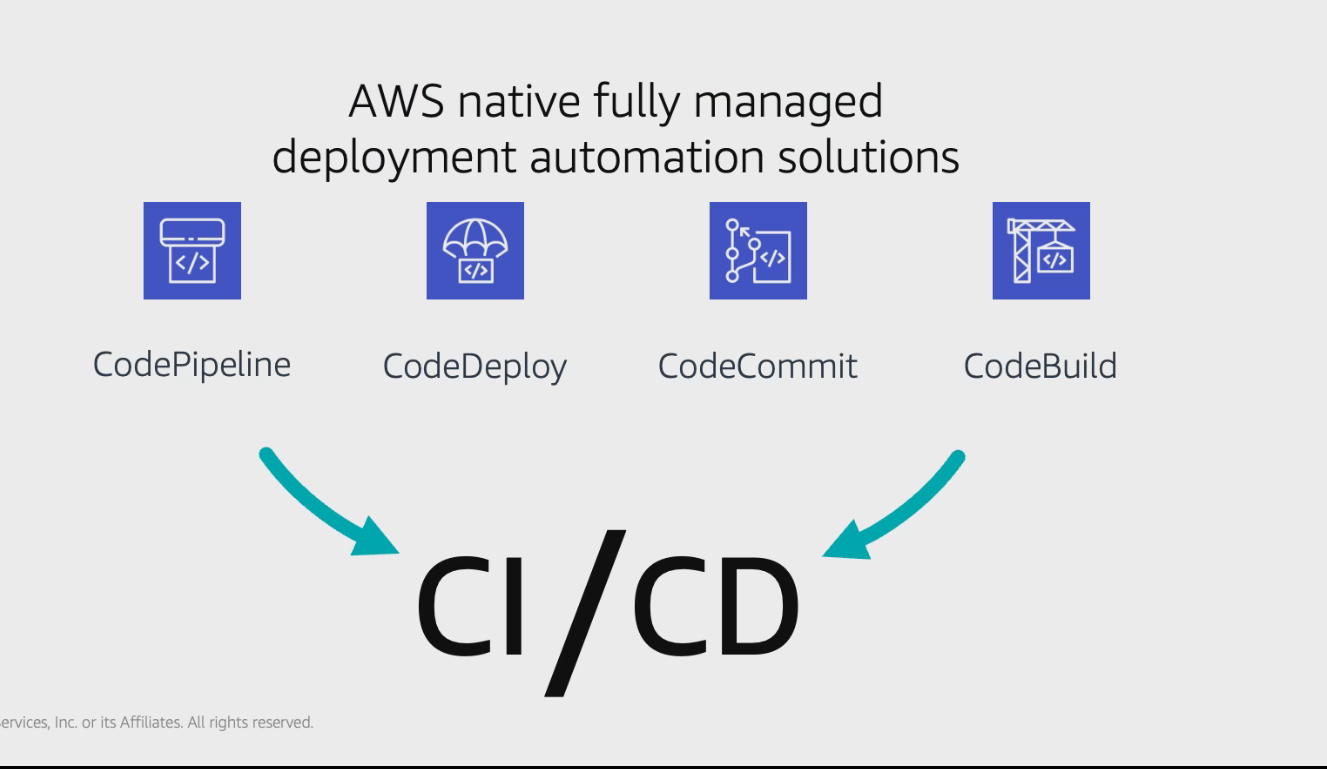 AWS native fully managed
deployment automation solutions
</>
</>
</>
</>
CodePipeline
CodeDeploy
CodeCommit
CodeBuild
CI/CD
Services, Inc. or its Affiliates. All rights reserved.